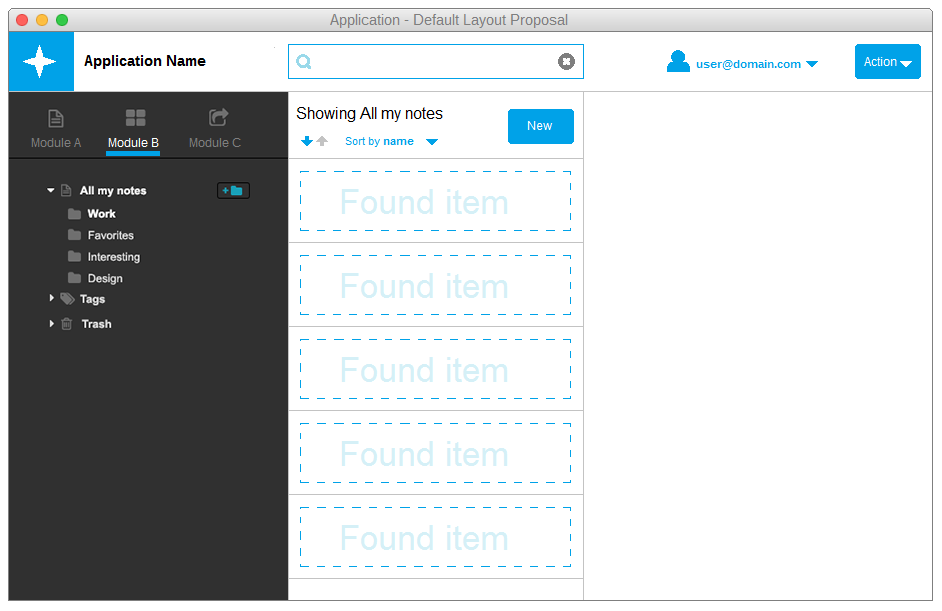 Application - Default Layout Proposal
Application Name
user@domain.com
Action
Module A
Module B
Module C
Showing All my notes
New
Sort by name
All my notes
Work
Favorites
Interesting
Design
Tags
Trash
Found item
Found item
Found item
Found item
Found item